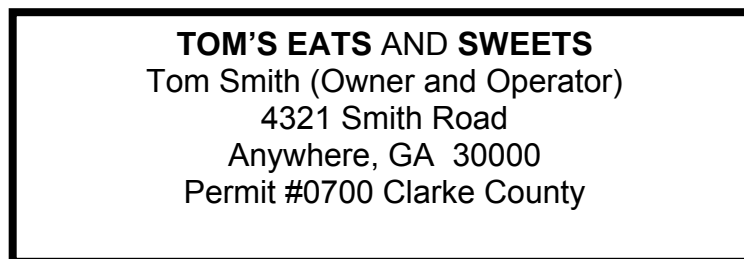 TOM’S EATS AND SWEETS
Tom Smith (Owner and Operator)
4321 Smith Road
Anywhere, GA  30000
Permit #0700 Clarke County